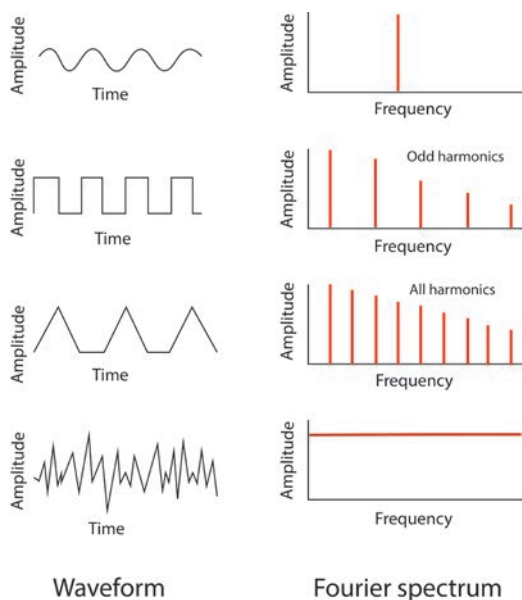 Amplitude
Time
Amplitude
Frequency
Amplitude
Time
Amplitude
Odd harmonics
Frequency
Amplitude
Time
Amplitude
All harmonics
Frequency
Amplitude
Time
Amplitude
Frequency
Waveform
Fourier spectrum